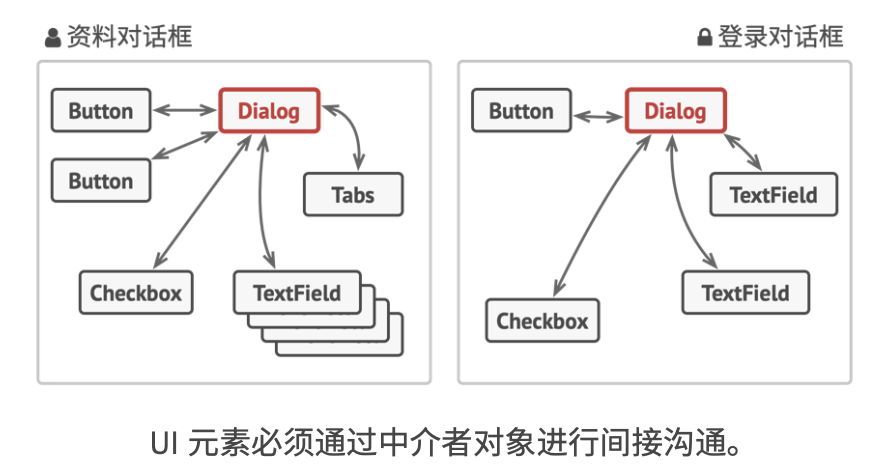 资料对话框
登录对话框
Button
Dialog
Button
Tabs
Checkbox
TextField
Button
Dialog
TextField
TextField
Checkbox
UI 元素必须通过中介者对象进行间接沟通。